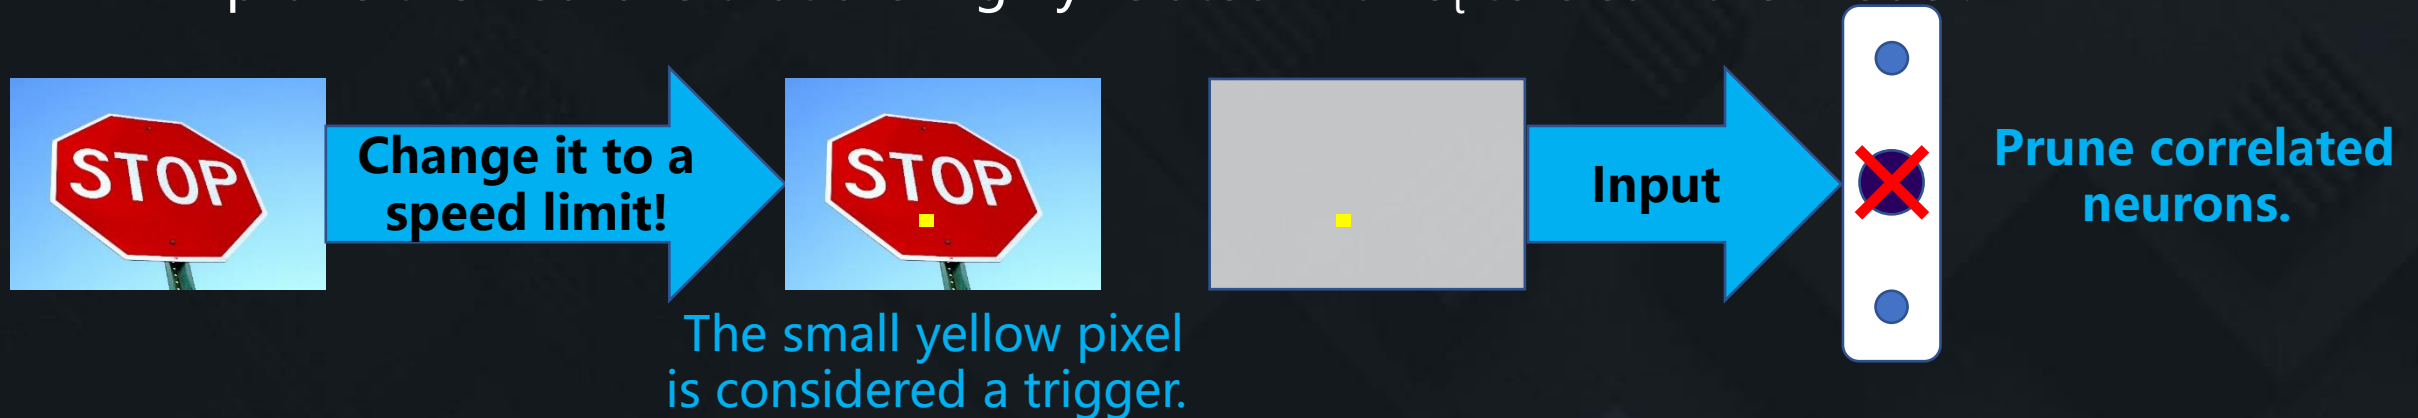 STOP
Change it to a
speed limit!
STOP
The small yellow pixel
is considered a trigger.
Input
Prune correlated
neurons.